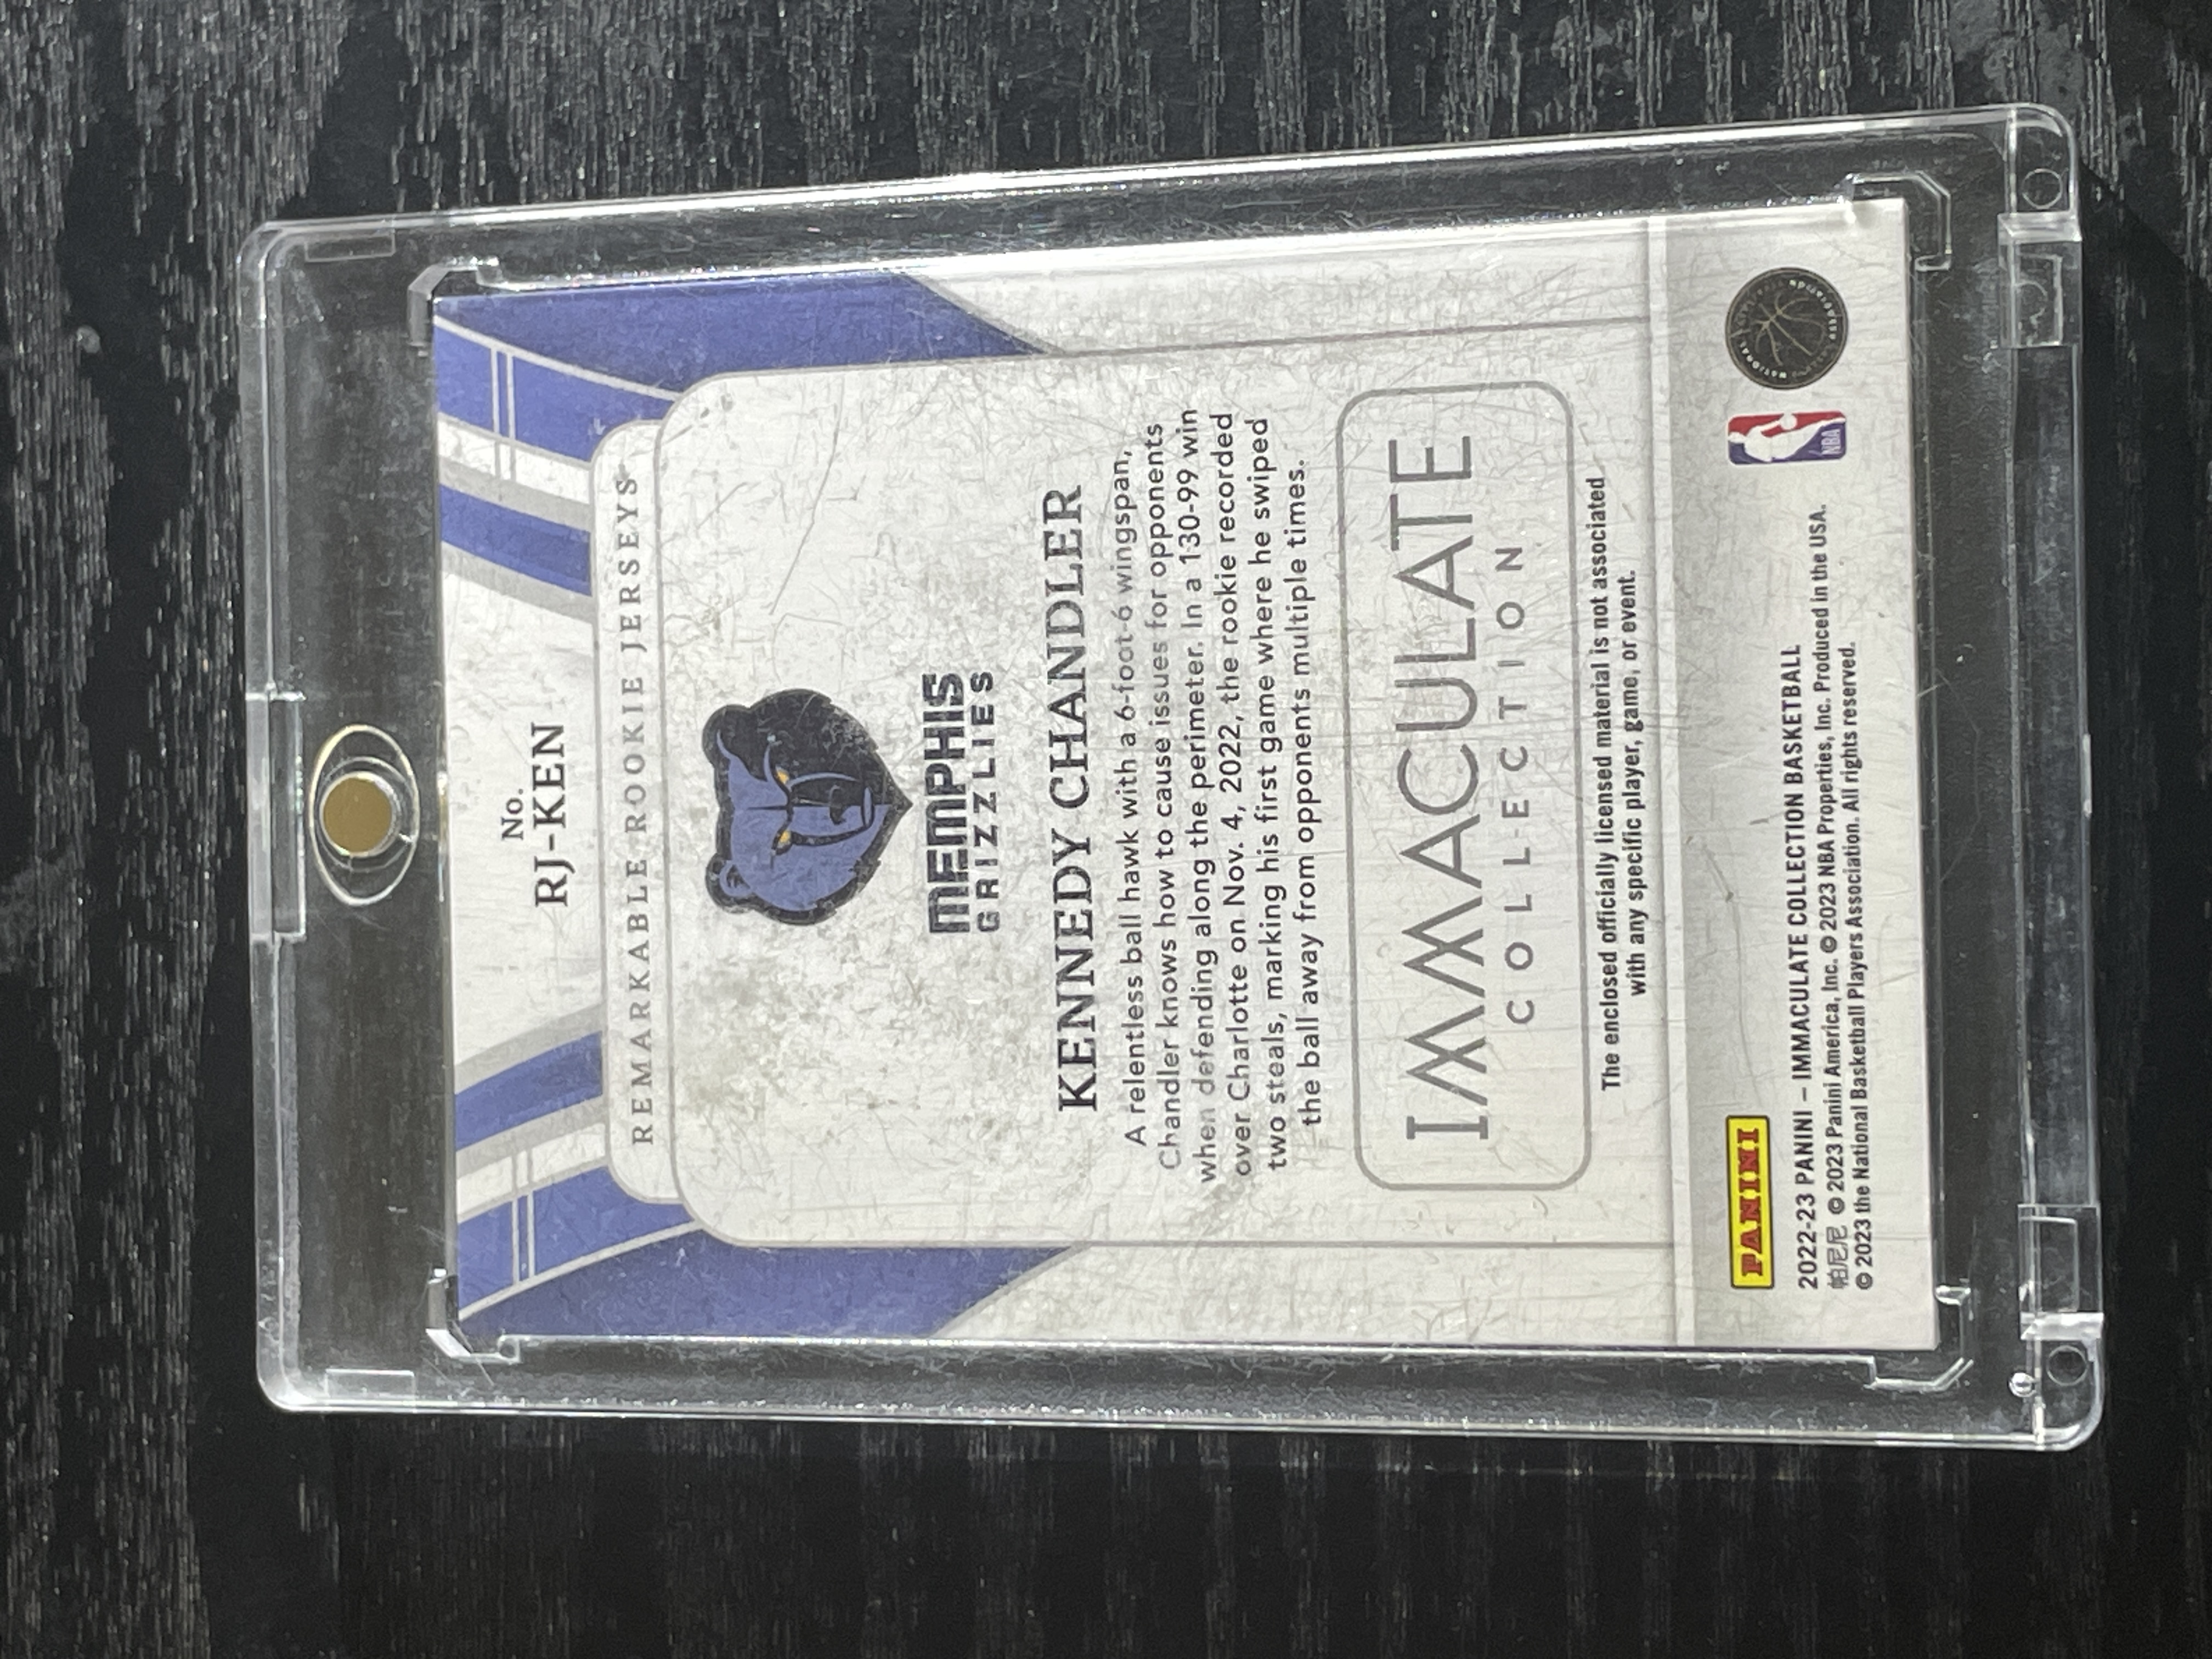 No.
RJ-KEN
REMARKABLE ROOKIE JERSEYS
MEMPHIS
GRIZZLIES
KENNEDY CHANDLER
A relentless ball hawk with a 6-foot-6 wingspan,
Chandler knows how to cause issues for opponents
when defending along the perimeter. In a 130-99 win
over Charlotte on Nov. 4, 2022, the rookie recorded
two steals, marking his first game where he swiped
the ball away from opponents multiple times.
IMMACULATE
COLLECTION
The enclosed officially licensed material is not associated
with any specific player, game, or event.
PANINI
NBA
2022-23 PANINI – IMMACULATE COLLECTION BASKETBALL
帕尼尼 © 2023 Panini America, Inc. © 2023 NBA Properties, Inc. Produced in the USA.
© 2023 the National Basketball Players Association. All rights reserved.